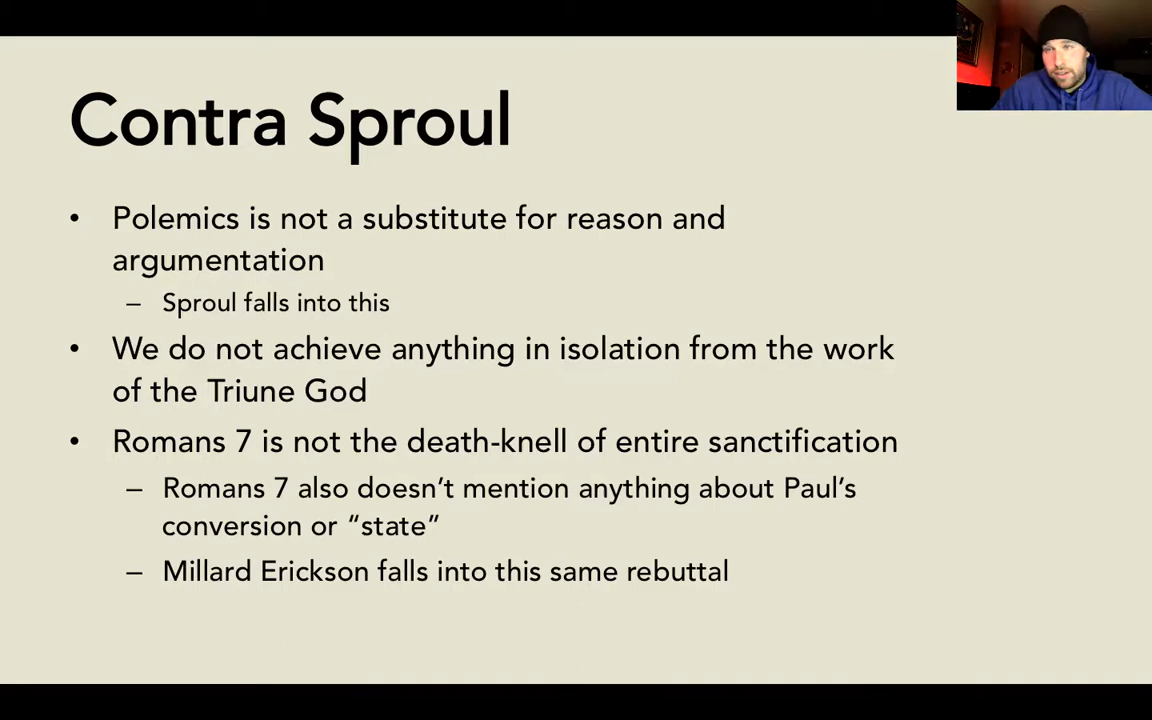 Contra Sproul
• Polemics is not a substitute for reason and
argumentation
– Sproul falls into this
• We do not achieve anything in isolation from the work
of the Triune God
• Romans 7 is not the death-knell of entire sanctification
– Romans 7 also doesn’t mention anything about Paul’s
conversion or “state”
– Millard Erickson falls into this same rebuttal